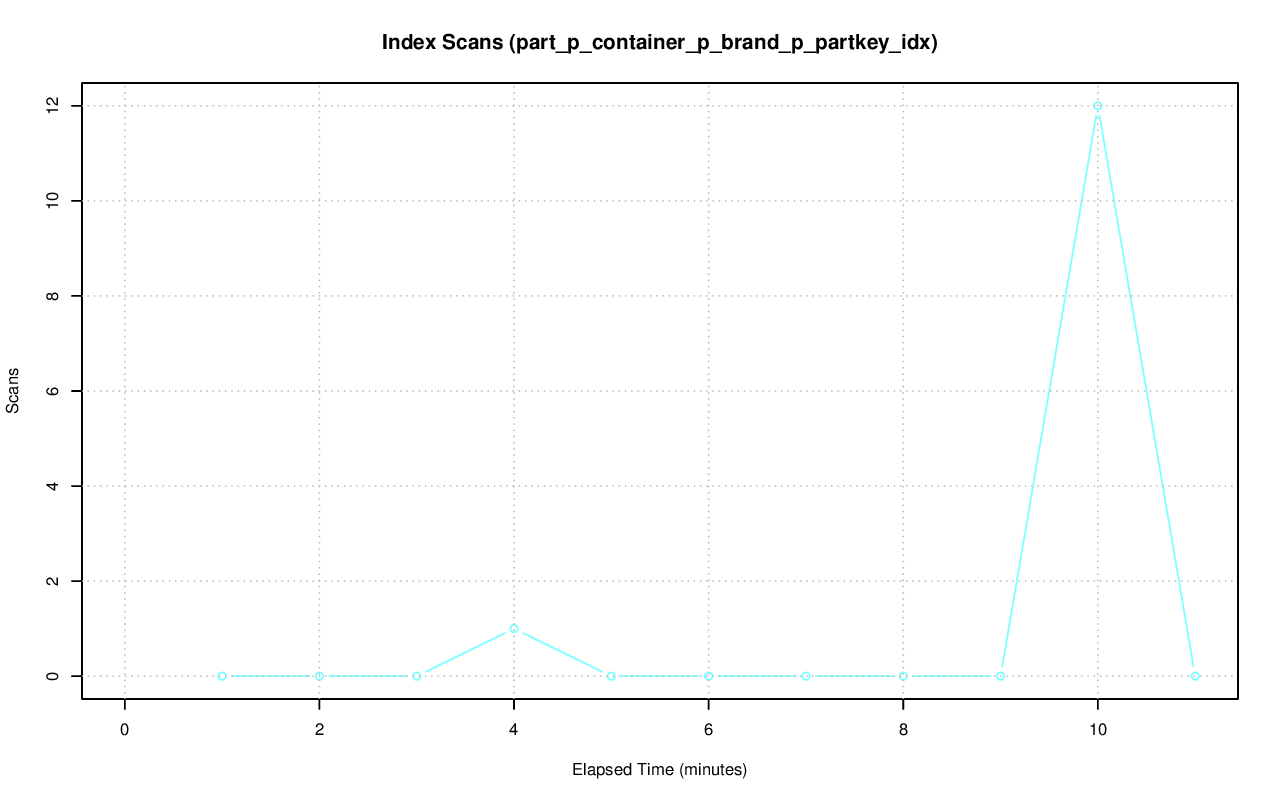 Index Scans (part_p_container_p_brand_p_partkey_idx)
12
10
8
6
4
2
0
Scans
0 2 4 6 8 10
Elapsed Time (minutes)